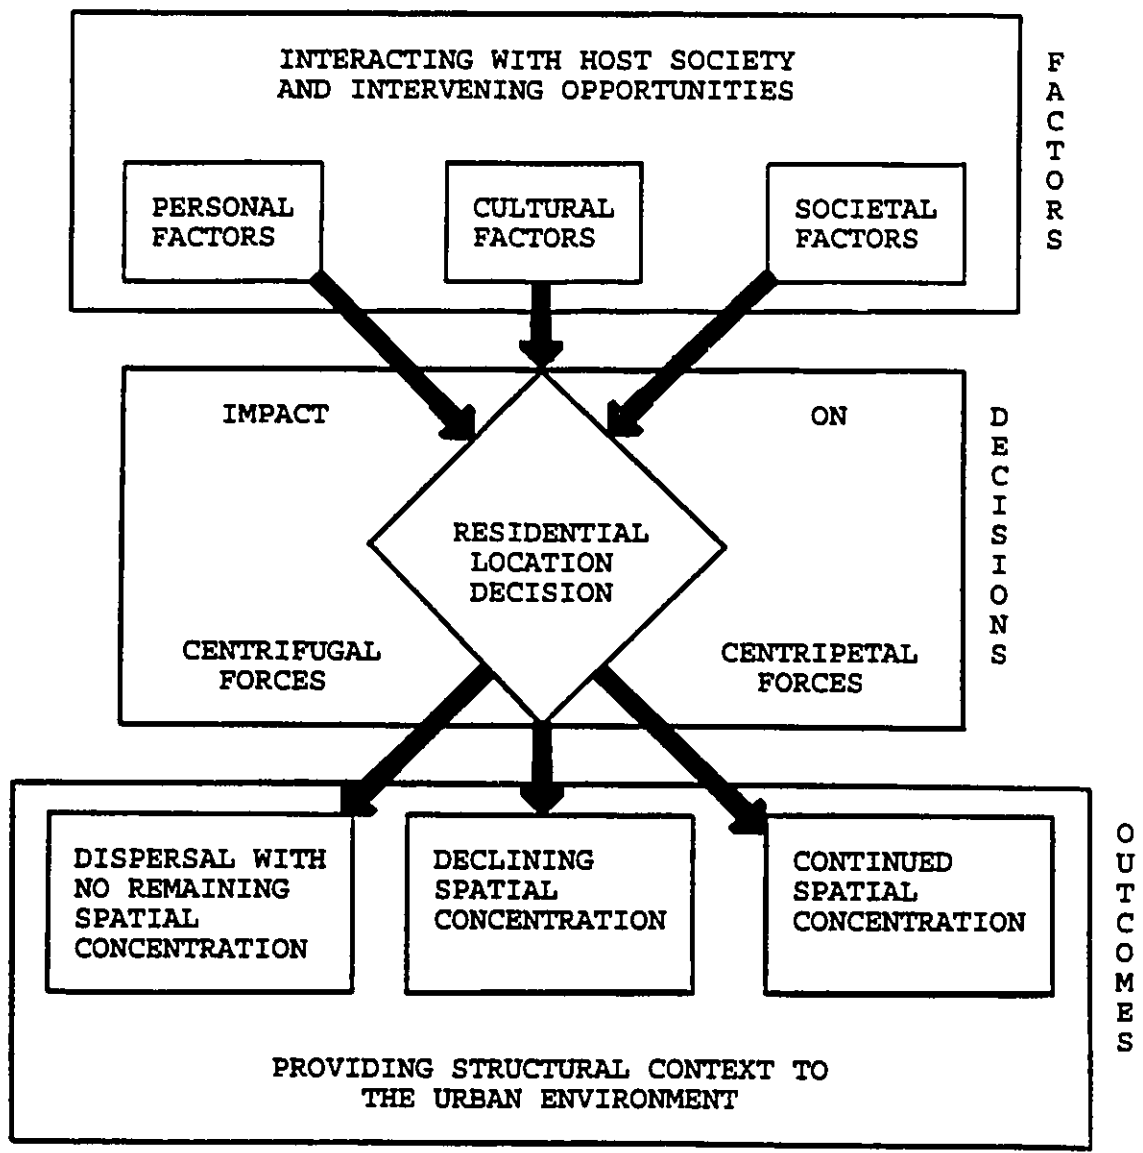 INTERACTING WITH HOST SOCIETY
AND INTERVENING OPPORTUNITIES
FACTORS
PERSONAL
FACTORS
CULTURAL
FACTORS
SOCIETAL
FACTORS
IMPACT
ON
DECISIONS
RESIDENTIAL
LOCATION
DECISION
CENTRIFUGAL
FORCES
CENTRIPETAL
FORCES
OUTCOMES
DISPERSAL WITH
NO REMAINING
SPATIAL
CONCENTRATION
DECLINING
SPATIAL
CONCENTRATION
CONTINUED
SPATIAL
CONCENTRATION
PROVIDING STRUCTURAL CONTEXT TO
THE URBAN ENVIRONMENT